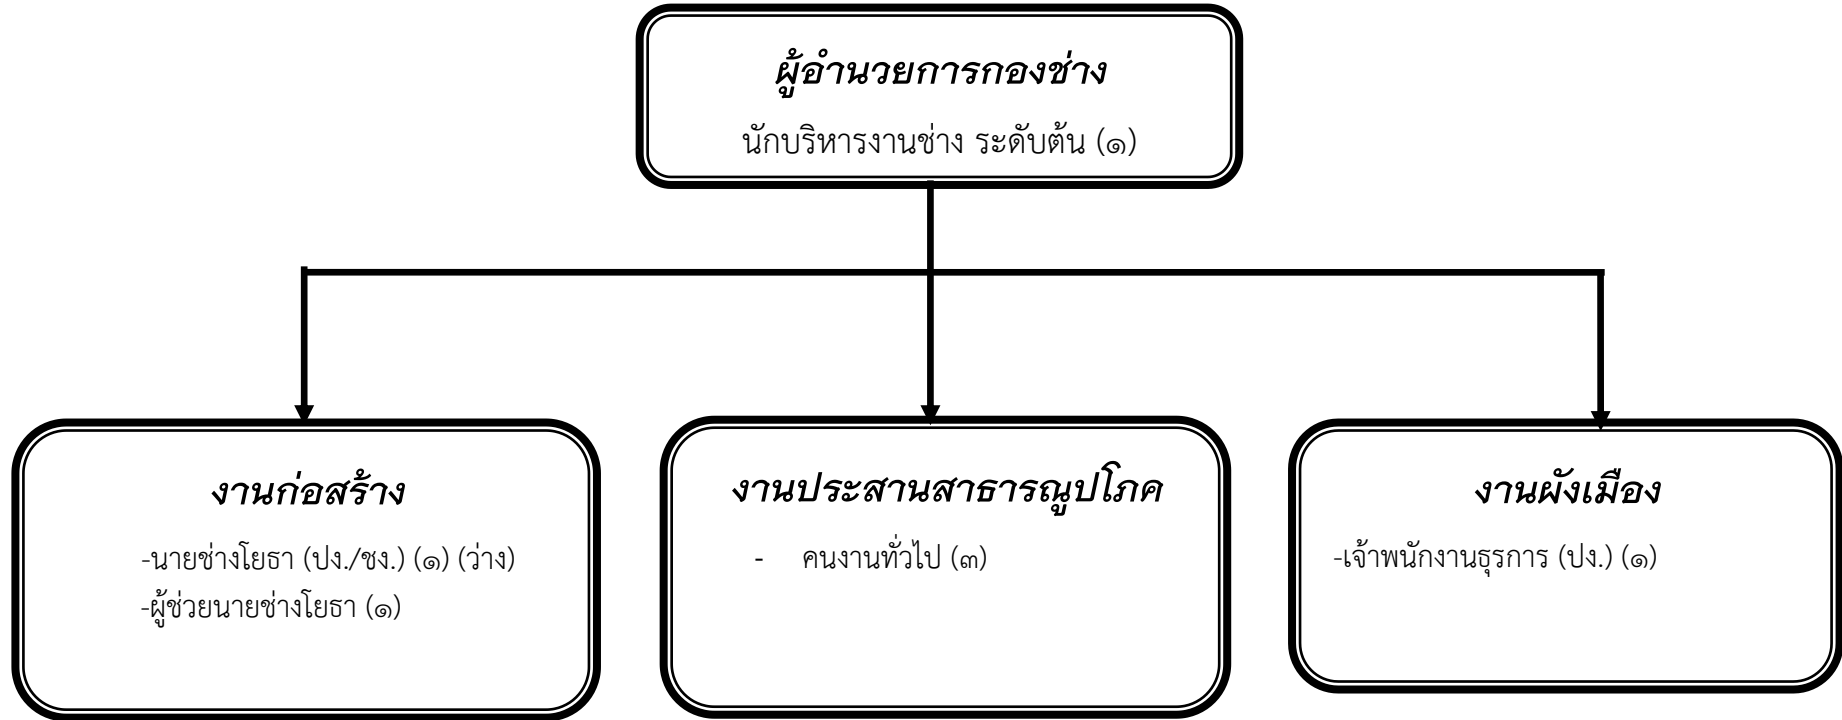 ผู้อำนวยการกองช่าง
นักบริหารงานช่าง ระดับต้น (๑)
งานก่อสร้าง
-นายช่างโยธา (ปง./ชง.) (๑) (ว่าง)
-ผู้ช่วยนายช่างโยธา (๑)
งานประสานสาธารณูปโภค
- คนงานทั่วไป (๓)
งานผังเมือง
-เจ้าพนักงานธุรการ (ปง.) (๑)